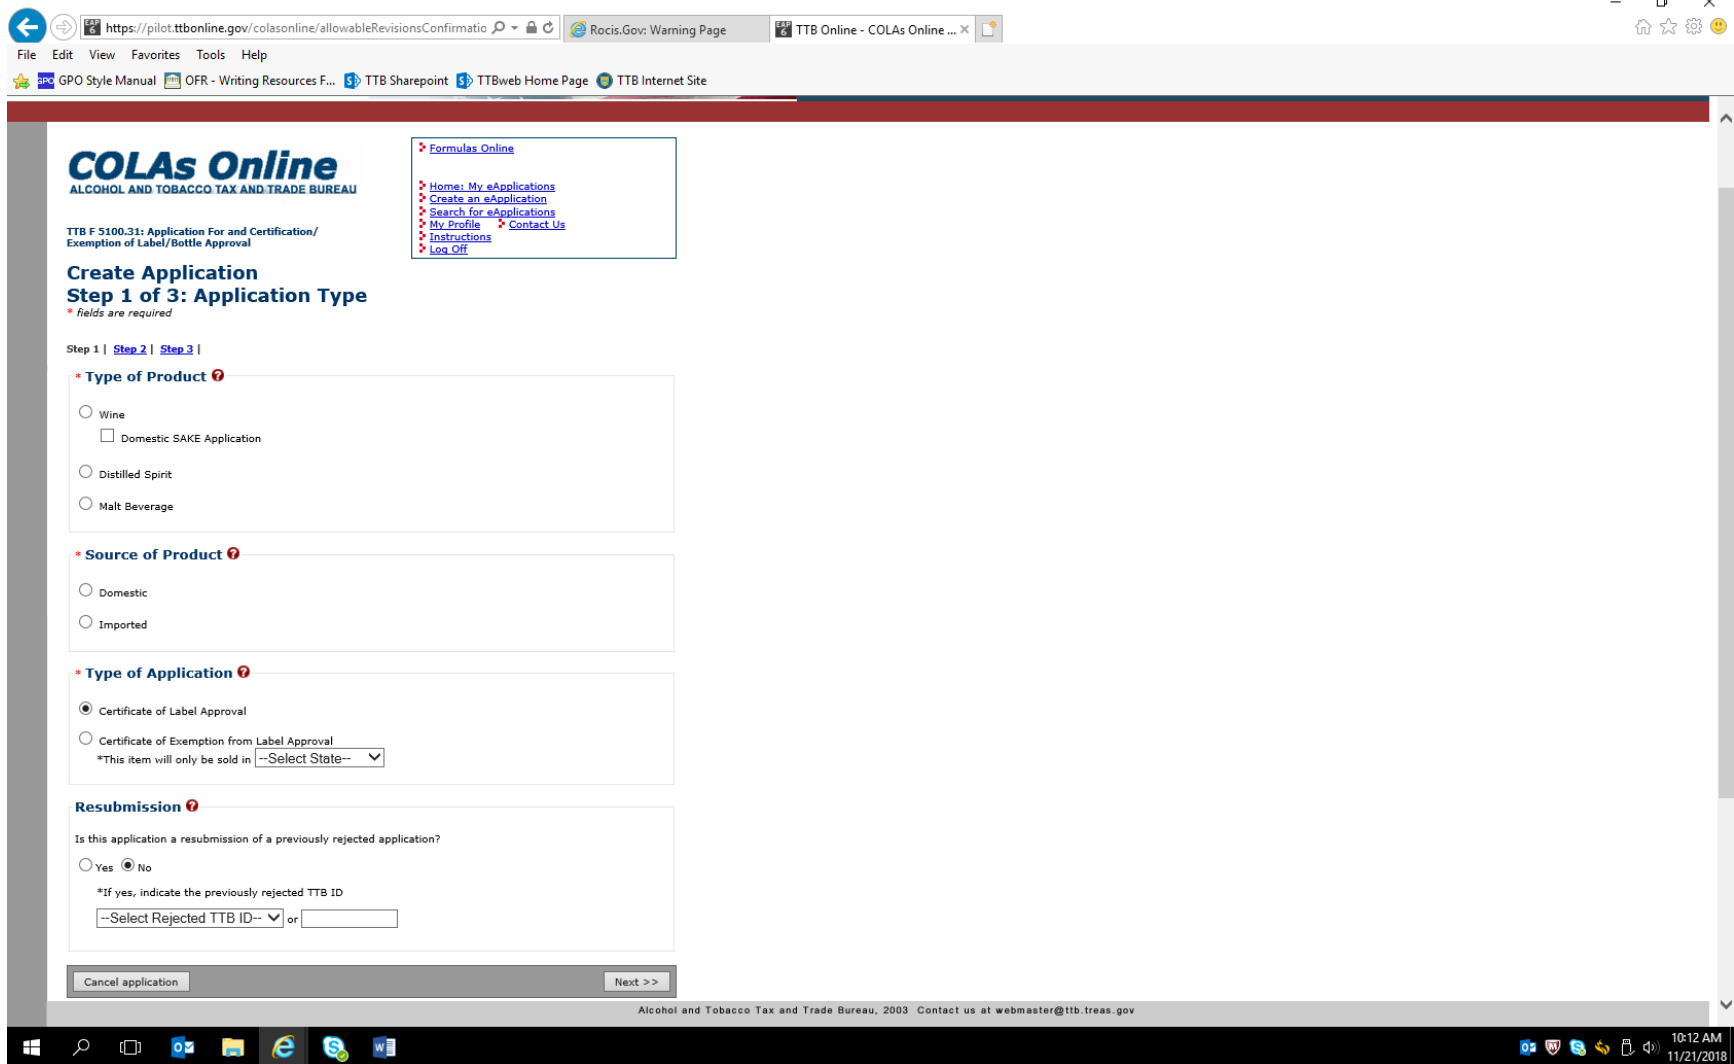 https://pilot.ttbonline.gov/colasonline/allowableRevisionsConfirmatio
Rocis.Gov: Warning Page
TTB Online - COLAs Online ...
File Edit View Favorites Tools Help
GPO GPO Style Manual OFR - Writing Resources F... TTB Sharepoint TTBweb Home Page TTB Internet Site
COLAs Online
ALCOHOL AND TOBACCO TAX AND TRADE BUREAU
Formulas Online
Home: My eApplications
Create an eApplication
Search for eApplications
My Profile Contact Us
Instructions
Log Off
TTB F 5100.31: Application For and Certification/
Exemption of Label/Bottle Approval
Create Application
Step 1 of 3: Application Type
* fields are required
Step 1 | Step 2 | Step 3 |
* Type of Product ?
Wine
Domestic SAKE Application
Distilled Spirit
Malt Beverage
* Source of Product ?
Domestic
Imported
* Type of Application ?
Certificate of Label Approval
Certificate of Exemption from Label Approval
*This item will only be sold in --Select State--
Resubmission ?
Is this application a resubmission of a previously rejected application?
Yes No
*If yes, indicate the previously rejected TTB ID
--Select Rejected TTB ID-- or
Cancel application Next >>
Alcohol and Tobacco Tax and Trade Bureau, 2003 Contact us at webmaster@ttb.treas.gov
10:12 AM
11/21/2018